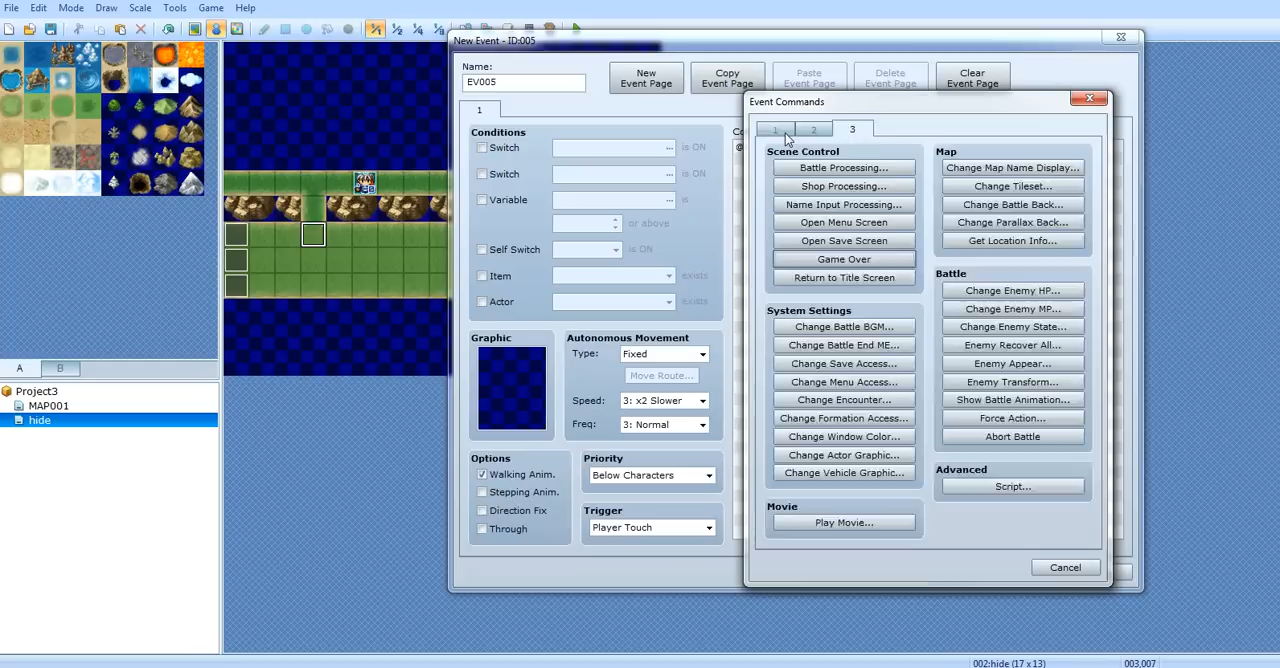 File Edit Mode Draw Scale Tools Game Help
New Event - ID:005
Name:
EV005
New Event Page
Copy Event Page
Paste Event Page
Delete Event Page
Clear Event Page
1
Conditions
Switch ... is ON
Switch ... is ON
Variable ... is
or above
Self Switch is ON
Item exists
Actor exists
Graphic
Autonomous Movement
Type: Fixed
Move Route...
Speed: 3: x2 Slower
Freq: 3: Normal
Options
Walking Anim.
Stepping Anim.
Direction Fix
Through
Priority
Below Characters
Trigger
Player Touch
Event Commands
1 2 3
Scene Control
Battle Processing...
Shop Processing...
Name Input Processing...
Open Menu Screen
Open Save Screen
Game Over
Return to Title Screen
System Settings
Change Battle BGM...
Change Battle End ME...
Change Save Access...
Change Menu Access...
Change Encounter...
Change Formation Access...
Change Window Color...
Change Actor Graphic...
Change Vehicle Graphic...
Movie
Play Movie...
Map
Change Map Name Display...
Change Tileset...
Change Battle Back...
Change Parallax Back...
Get Location Info...
Battle
Change Enemy HP...
Change Enemy MP...
Change Enemy State...
Enemy Recover All...
Enemy Appear...
Enemy Transform...
Show Battle Animation...
Force Action...
Abort Battle
Advanced
Script...
Cancel
A B
Project3
MAP001
hide
002:hide (17 x 13)
003,007